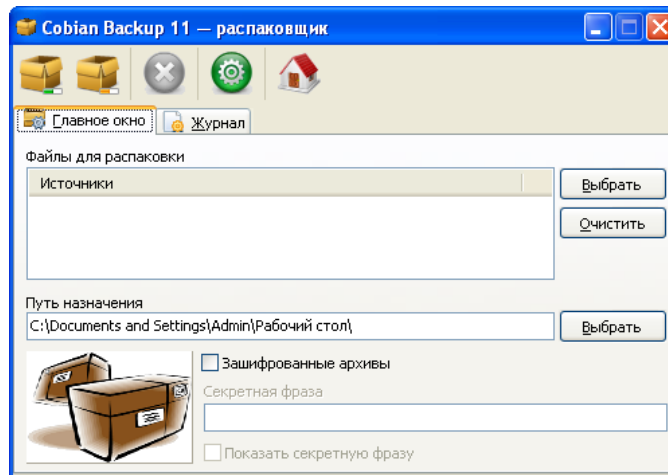 Cobian Backup 11 — распаковщик
Главное окно
Журнал
Файлы для распаковки
Источники
Выбрать
Очистить
Путь назначения
C:\Documents and Settings\Admin\Рабочий стол\
Выбрать
Зашифрованные архивы
Секретная фраза
Показать секретную фразу